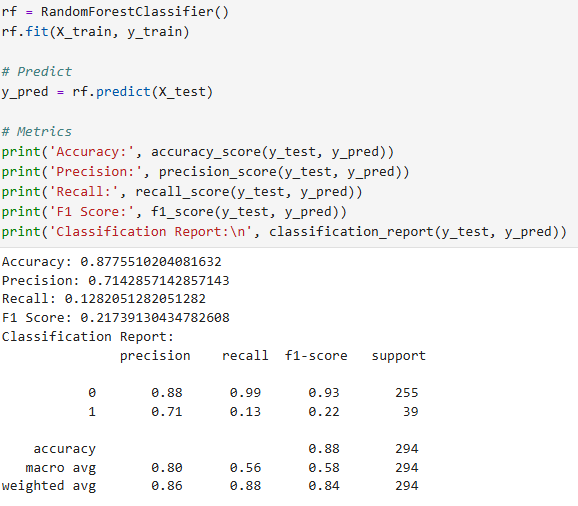 rf = RandomForestClassifier()
rf.fit(X_train, y_train)
# Predict
y_pred = rf.predict(X_test)
# Metrics
print('Accuracy:', accuracy_score(y_test, y_pred))
print('Precision:', precision_score(y_test, y_pred))
print('Recall:', recall_score(y_test, y_pred))
print('F1 Score:', f1_score(y_test, y_pred))
print('Classification Report:\n', classification_report(y_test, y_pred))
Accuracy: 0.8775510204081632
Precision: 0.7142857142857143
Recall: 0.1282051282051282
F1 Score: 0.21739130434782608
Classification Report:
precision recall f1-score support
0 0.88 0.99 0.93 255
1 0.71 0.13 0.22 39
accuracy 0.88 294
macro avg 0.80 0.56 0.58 294
weighted avg 0.86 0.88 0.84 294